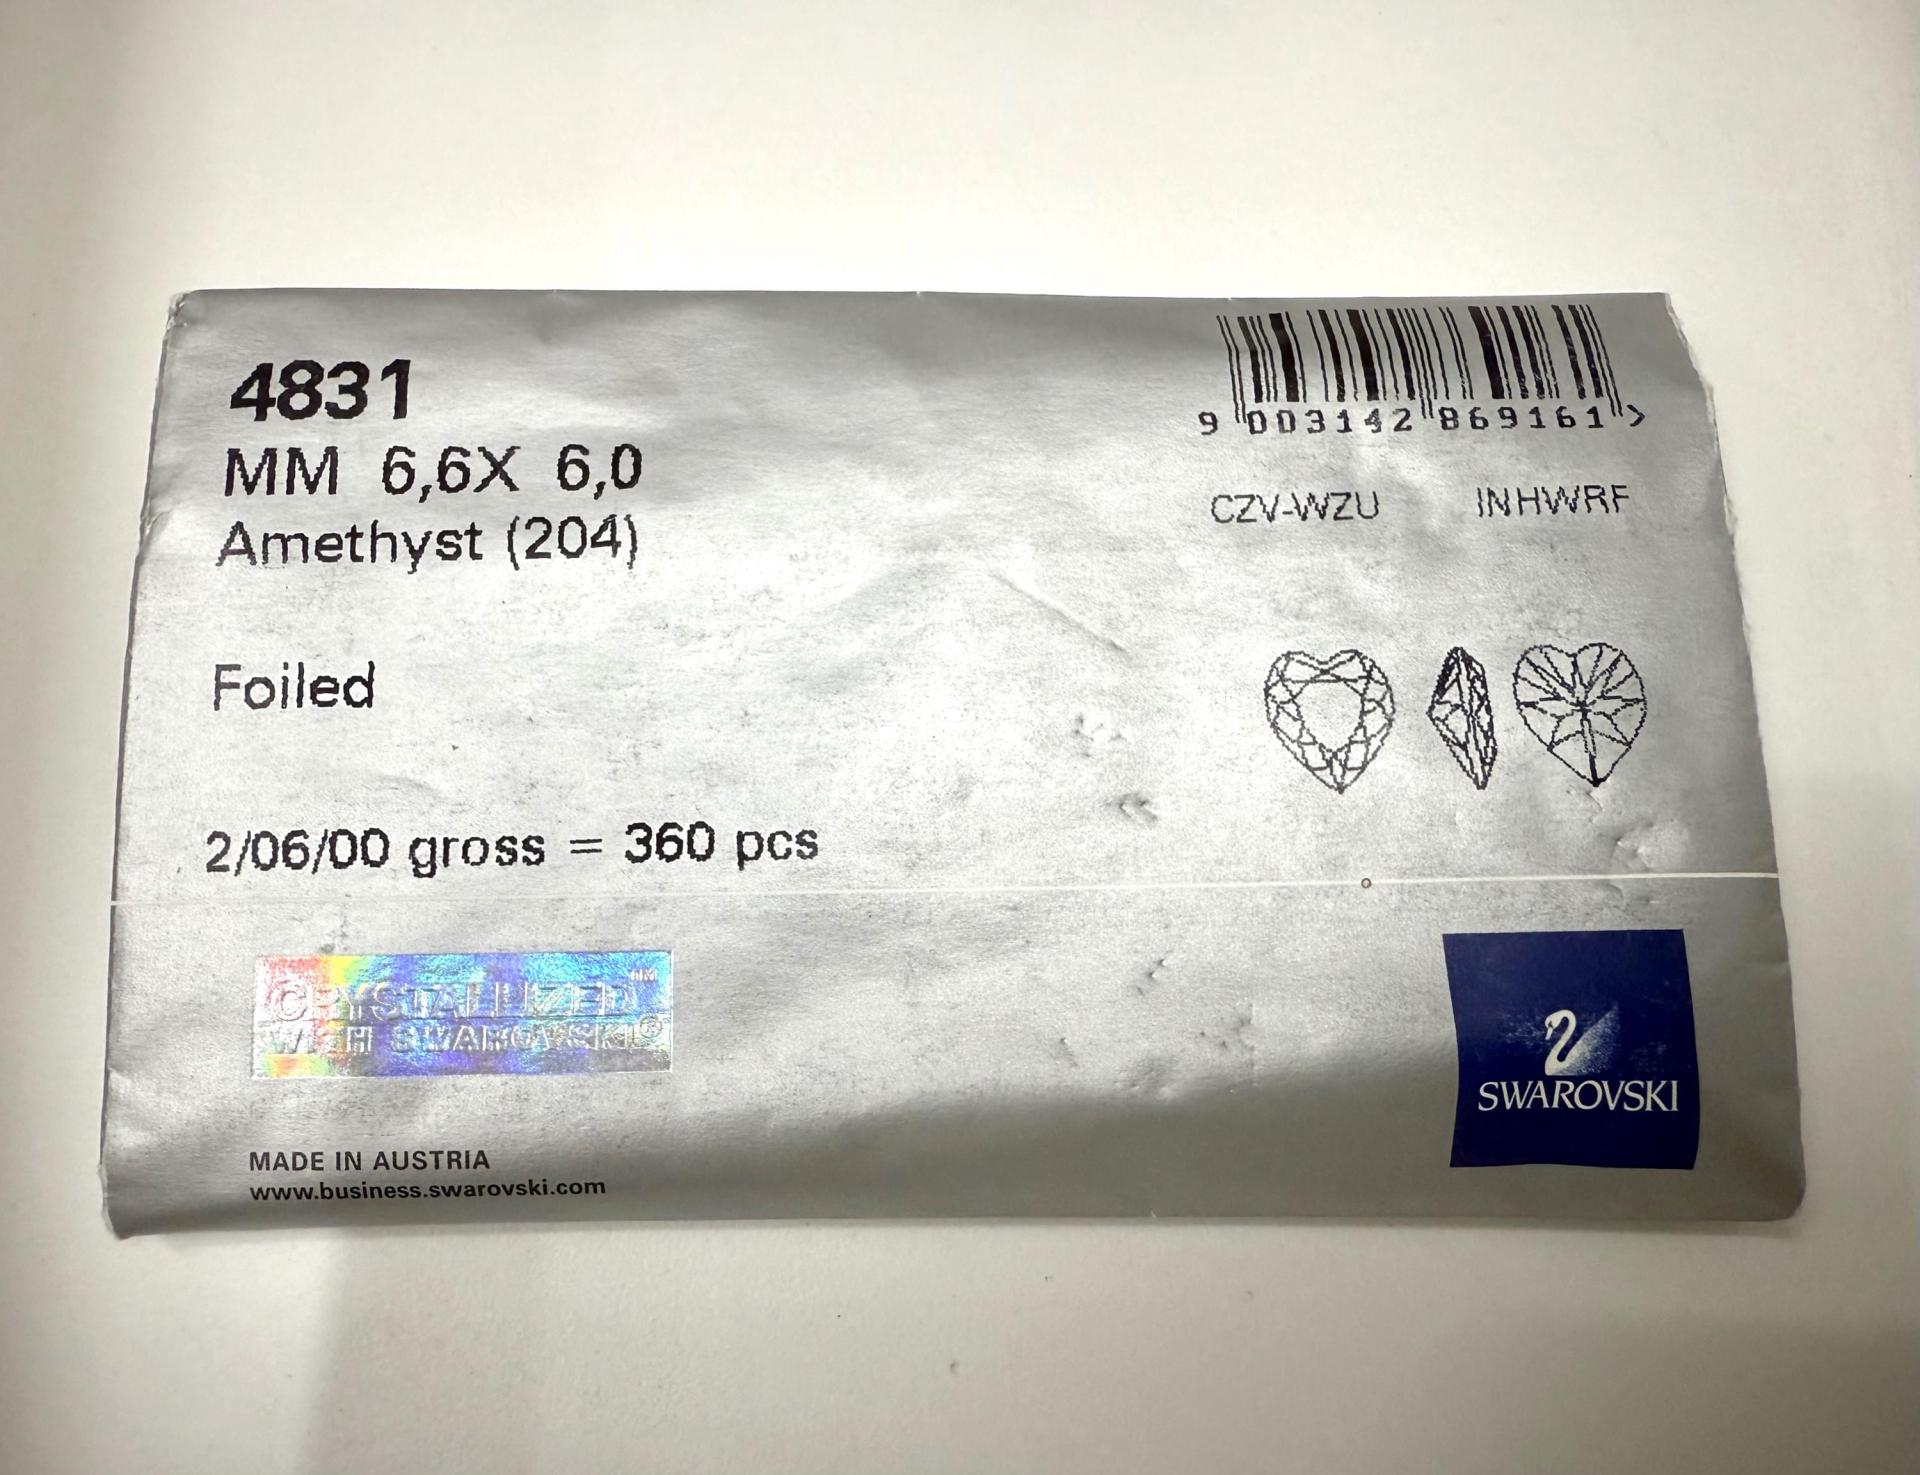 4831
MM 6,6X 6,0
Amethyst (204)
Foiled
2/06/00 gross = 360 pcs
9 003142 869161 >
CZV-WZU INHWRF
CRYSTALLIZED™
WITH SWAROVSKI®
SWAROVSKI
MADE IN AUSTRIA
www.business.swarovski.com